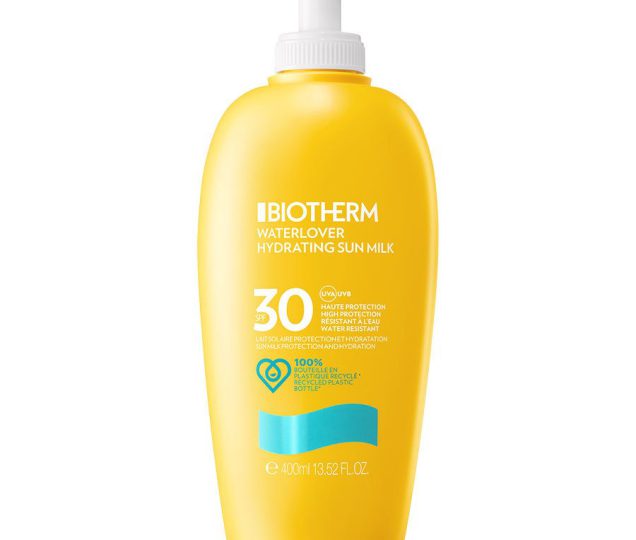 BIOTHERM
WATERLOVER
HYDRATING SUN MILK
SPF 30 UVA UVB
HAUTE PROTECTION
HIGH PROTECTION
RÉSISTANT À L'EAU
WATER RESISTANT
LAIT SOLAIRE PROTECTION ET HYDRATATION
SUN MILK PROTECTION AND HYDRATION
100%
BOUTEILLE EN
PLASTIQUE RECYCLÉ*
RECYCLED PLASTIC
BOTTLE*
℮ 400ml 13.52 FL.OZ.